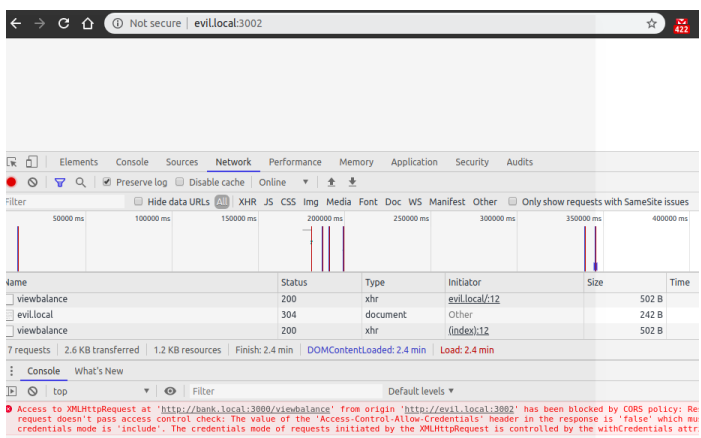 Not secure | evil.local:3002
422
Elements Console Sources Network Performance Memory Application Security Audits
Preserve log Disable cache Online
Filter Hide data URLs All XHR JS CSS Img Media Font Doc WS Manifest Other Only show requests with SameSite issues
50000 ms 100000 ms 150000 ms 200000 ms 250000 ms 300000 ms 350000 ms 400000 ms
Name Status Type Initiator Size Time
viewbalance 200 xhr evil.local/:12 502 B
evil.local 304 document Other 242 B
viewbalance 200 xhr (index):12 502 B
7 requests 2.6 KB transferred 1.2 KB resources Finish: 2.4 min DOMContentLoaded: 2.4 min Load: 2.4 min
Console What's New
top Filter Default levels
Access to XMLHttpRequest at 'http://bank.local:3000/viewbalance' from origin 'http://evil.local:3002' has been blocked by CORS policy: Res
request doesn't pass access control check: The value of the 'Access-Control-Allow-Credentials' header in the response is 'false' which mu
credentials mode is 'include'. The credentials mode of requests initiated by the XMLHttpRequest is controlled by the withCredentials attr